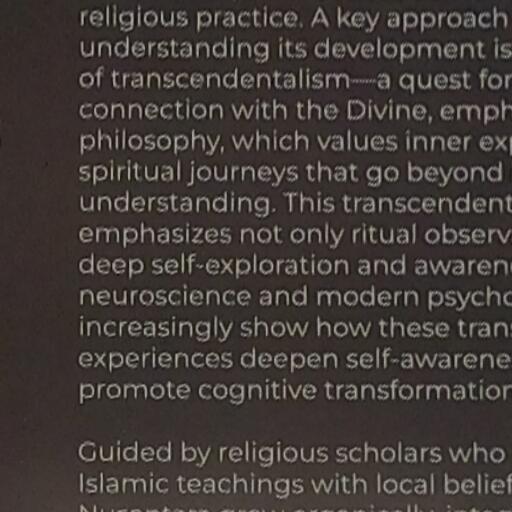 religious practice. A key approach
understanding its development is
of transcendentalism—a quest for
connection with the Divine, emph
philosophy, which values inner exp
spiritual journeys that go beyond
understanding. This transcendent
emphasizes not only ritual observ
deep self-exploration and awaren
neuroscience and modern psycho
increasingly show how these trans
experiences deepen self-awarene
promote cognitive transformation
Guided by religious scholars who
Islamic teachings with local belief